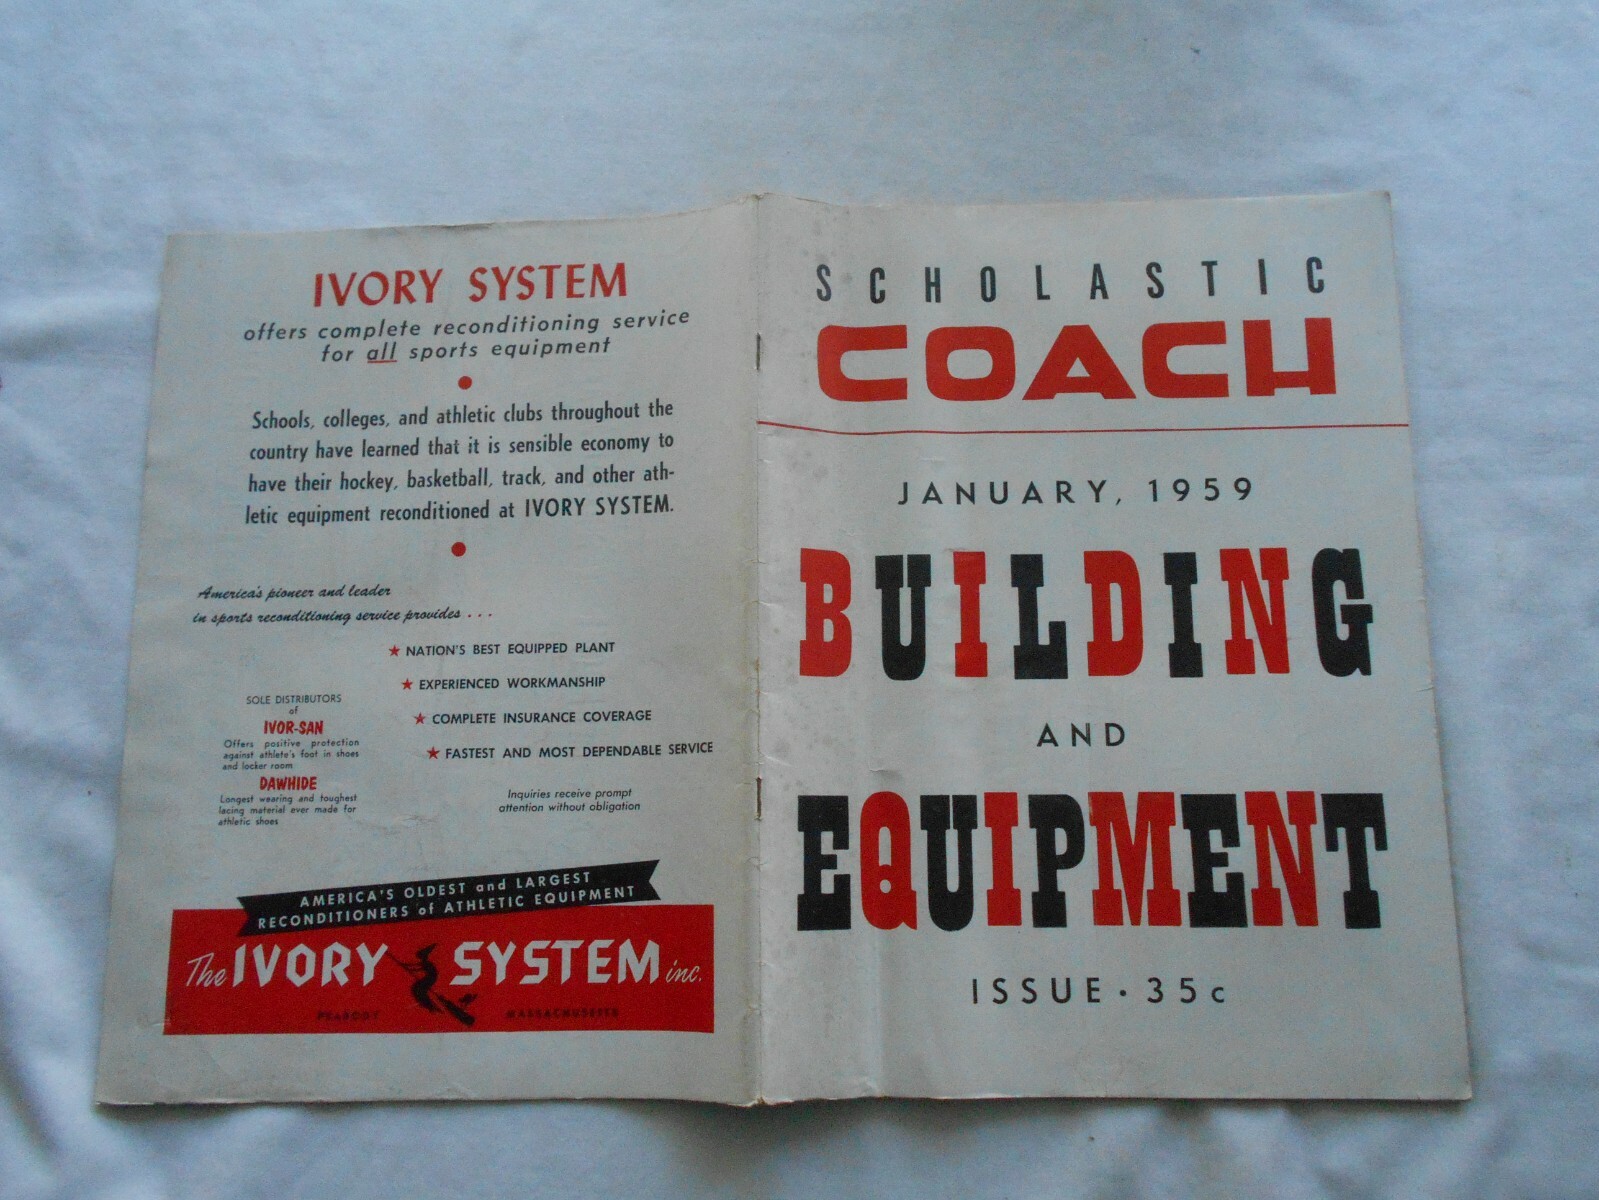 IVORY SYSTEM
offers complete reconditioning service
for all sports equipment
Schools, colleges, and athletic clubs throughout the
country have learned that it is sensible economy to
have their hockey, basketball, track, and other ath-
letic equipment reconditioned at IVORY SYSTEM.
America's pioneer and leader
in sports reconditioning service provides . . .
★ NATION'S BEST EQUIPPED PLANT
★ EXPERIENCED WORKMANSHIP
★ COMPLETE INSURANCE COVERAGE
★ FASTEST AND MOST DEPENDABLE SERVICE
SOLE DISTRIBUTORS
of
IVOR-SAN
Offers positive protection
against athlete's foot in shoes
and locker room
DAWHIDE
Longest wearing and toughest
lacing material ever made for
athletic shoes
Inquiries receive prompt
attention without obligation
AMERICA'S OLDEST and LARGEST
RECONDITIONERS of ATHLETIC EQUIPMENT
The IVORY SYSTEM inc.
PEABODY MASSACHUSETTS
SCHOLASTIC
COACH
JANUARY, 1959
BUILDING
AND
EQUIPMENT
ISSUE • 35c